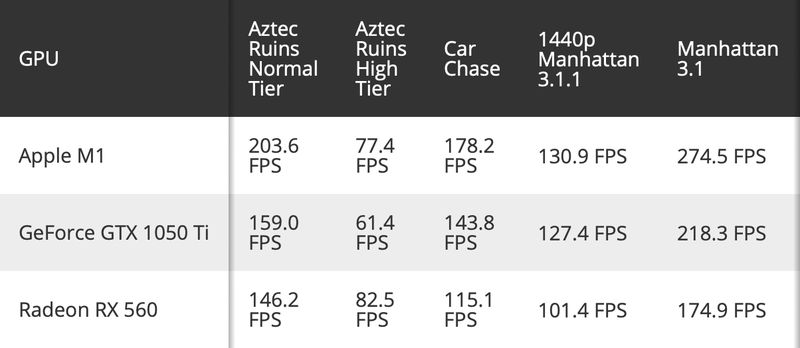 GPU
Aztec
Ruins
Normal
Tier
Aztec
Ruins
High
Tier
Car
Chase
1440p
Manhattan
3.1.1
Manhattan
3.1
Apple M1
203.6
FPS
77.4
FPS
178.2
FPS
130.9 FPS
274.5 FPS
GeForce GTX 1050 Ti
159.0
FPS
61.4
FPS
143.8
FPS
127.4 FPS
218.3 FPS
Radeon RX 560
146.2
FPS
82.5
FPS
115.1
FPS
101.4 FPS
174.9 FPS